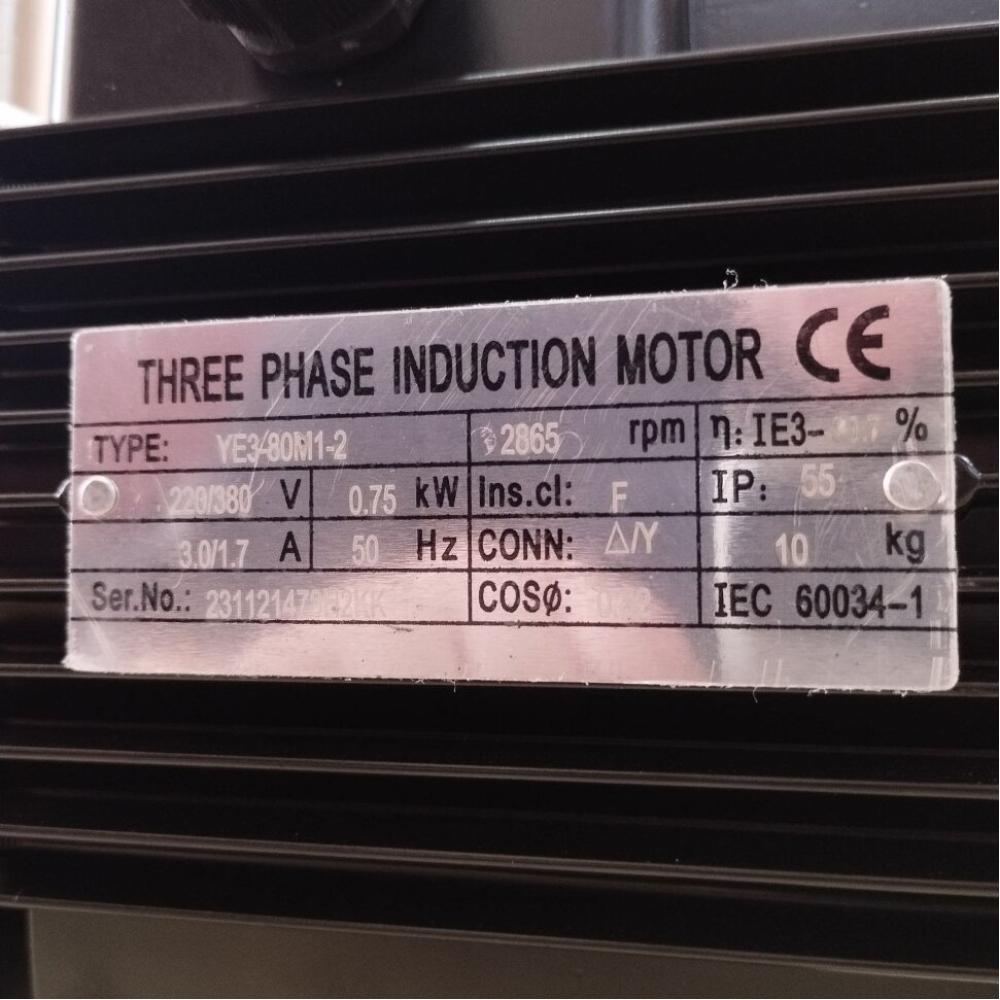 THREE PHASE INDUCTION MOTOR CE
TYPE: YE3-80M1-2 2865 rpm η: IE3- %
220/380 V 0.75 kW Ins.cl: F IP: 55
3.0/1.7 A 50 Hz CONN: Δ/Y 10 kg
Ser.No.: COSØ: IEC 60034-1